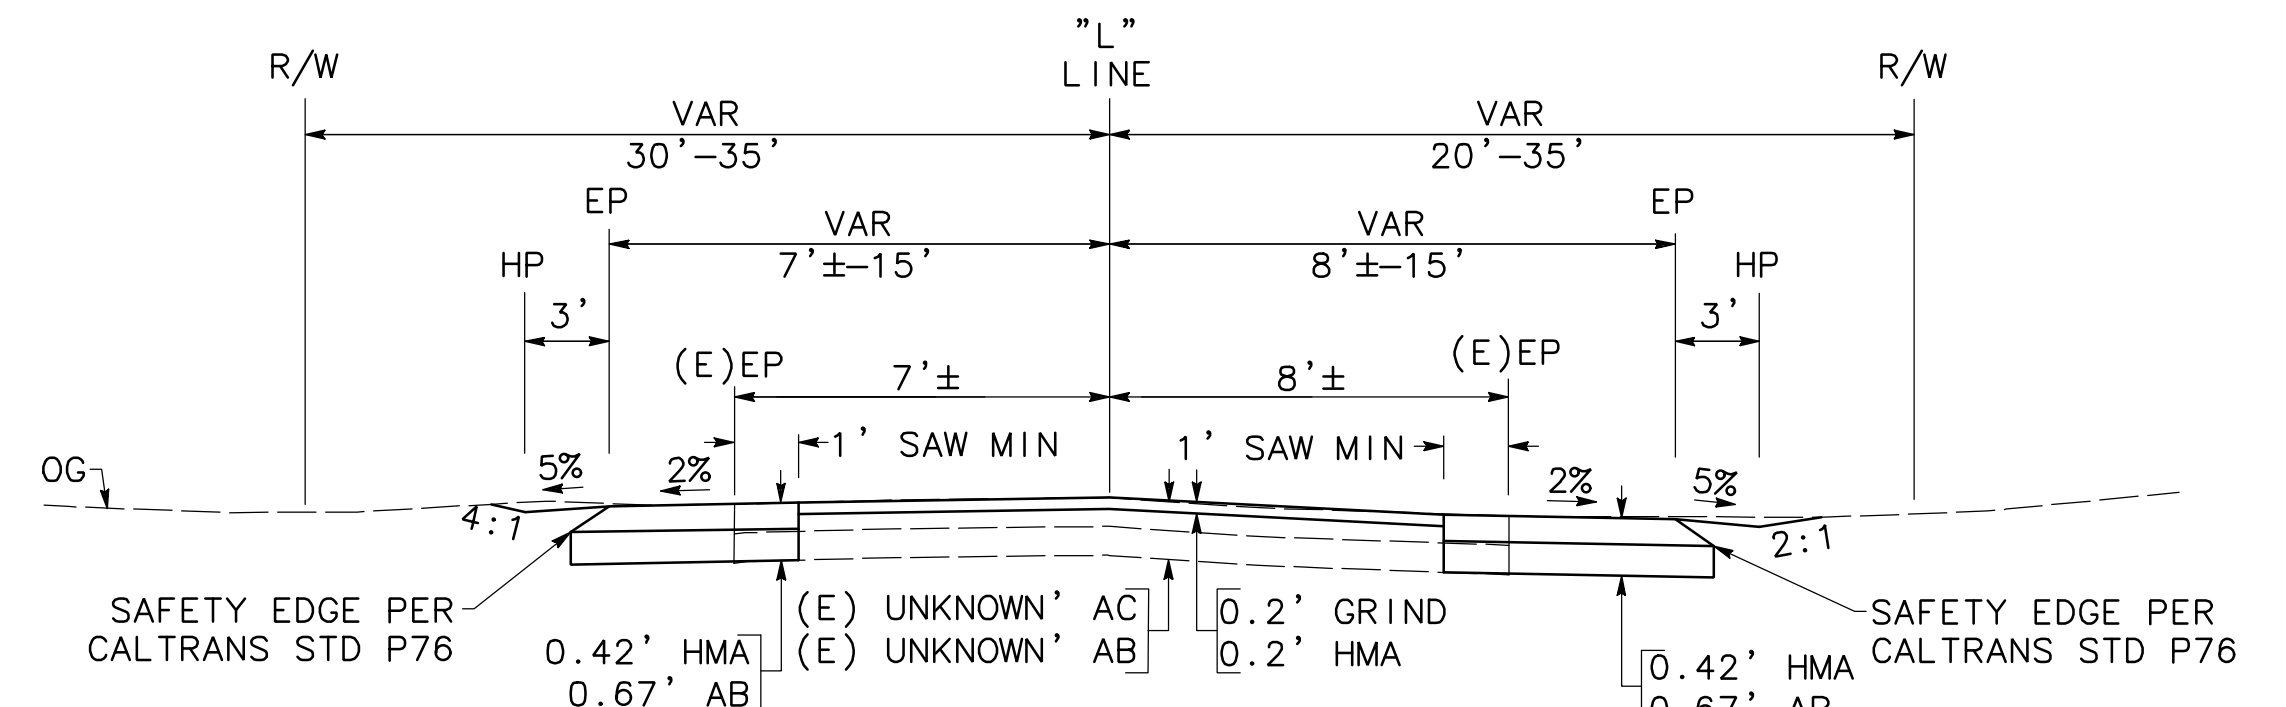 "L"
LINE
R/W
R/W
VAR
30'-35'
VAR
20'-35'
EP
EP
VAR
7'±-15'
VAR
8'±-15'
HP
HP
3'
3'
(E)EP
(E)EP
7'±
8'±
1' SAW MIN
1' SAW MIN
OG
5%
2%
2%
5%
4:1
2:1
SAFETY EDGE PER
CALTRANS STD P76
0.42' HMA
0.67' AB
(E) UNKNOWN' AC
(E) UNKNOWN' AB
0.2' GRIND
0.2' HMA
0.42' HMA
0.67' AB
SAFETY EDGE PER
CALTRANS STD P76